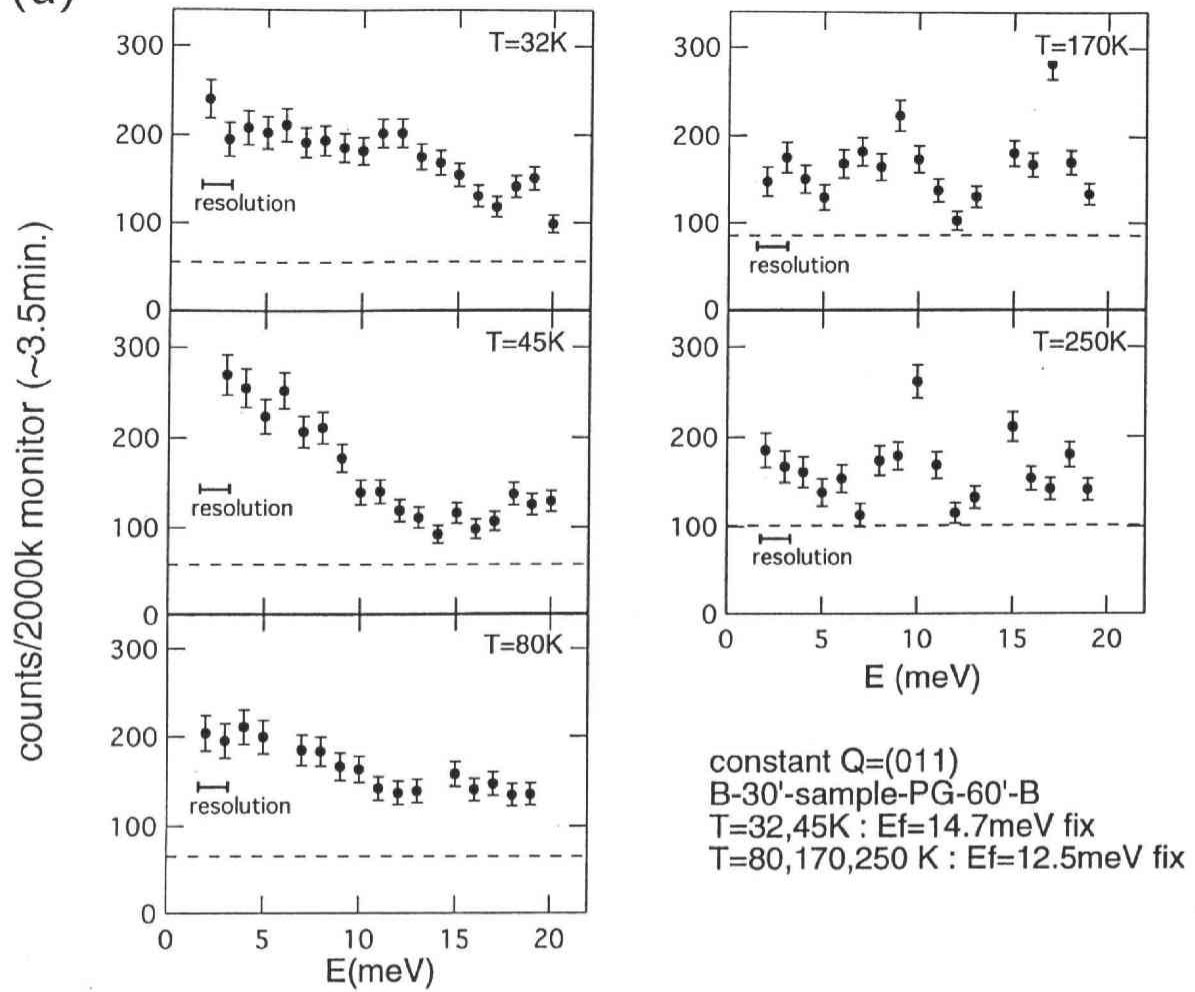 counts/2000k monitor (~3.5min.)
T=32K
300
200
100
0
resolution
T=45K
300
200
100
0
resolution
T=80K
300
200
100
0
resolution
0 5 10 15 20
E(meV)
T=170K
300
200
100
0
resolution
T=250K
300
200
100
0
resolution
0 5 10 15 20
E (meV)
constant Q=(011)
B-30'-sample-PG-60'-B
T=32,45K : Ef=14.7meV fix
T=80,170,250 K : Ef=12.5meV fix